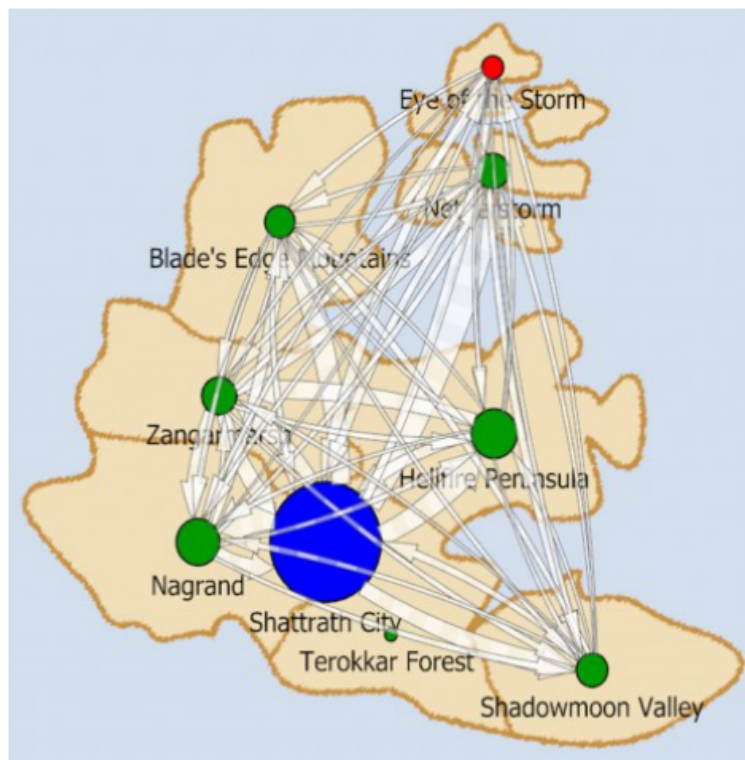 Eye of the Storm
Netherstorm
Blade's Edge Mountains
Zangarmarsh
Hellfire Peninsula
Nagrand
Shattrath City
Terokkar Forest
Shadowmoon Valley